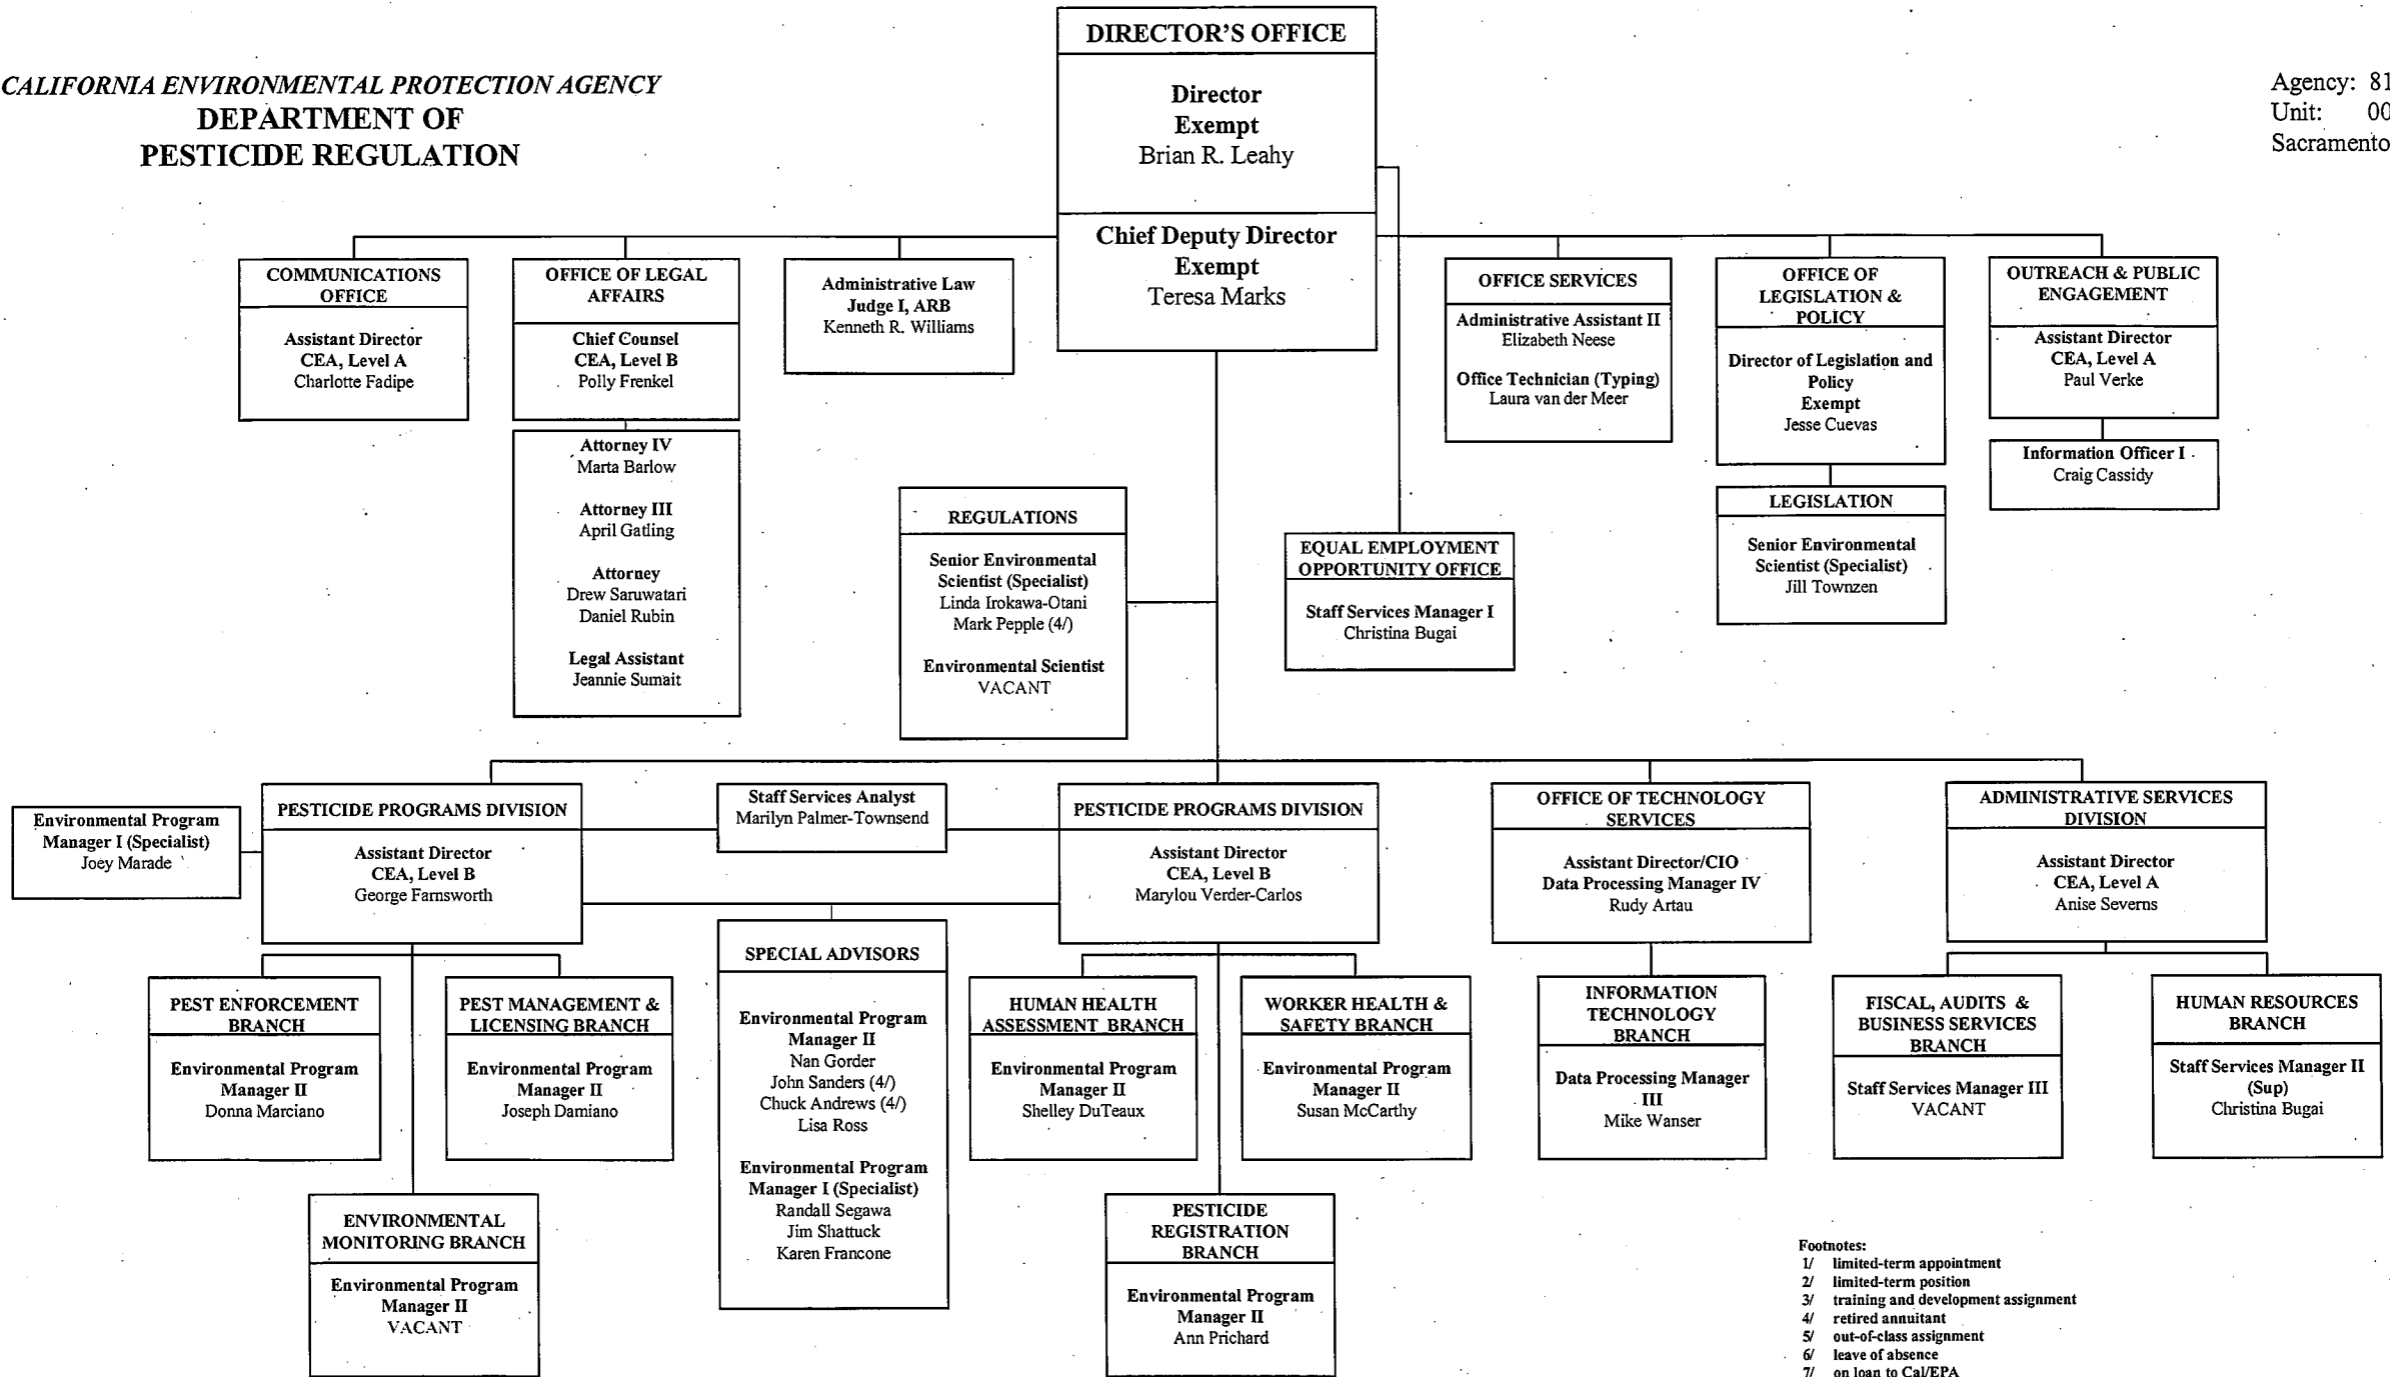 CALIFORNIA ENVIRONMENTAL PROTECTION AGENCY
DEPARTMENT OF
PESTICIDE REGULATION
Agency: 81
Unit: 00
Sacramento
DIRECTOR'S OFFICE
Director
Exempt
Brian R. Leahy
Chief Deputy Director
Exempt
Teresa Marks
COMMUNICATIONS
OFFICE
Assistant Director
CEA, Level A
Charlotte Fadipe
OFFICE OF LEGAL
AFFAIRS
Chief Counsel
CEA, Level B
Polly Frenkel
Attorney IV
Marta Barlow
Attorney III
April Gatling
Attorney
Drew Saruwatari
Daniel Rubin
Legal Assistant
Jeannie Sumait
Administrative Law
Judge I, ARB
Kenneth R. Williams
OFFICE SERVICES
Administrative Assistant II
Elizabeth Neese
Office Technician (Typing)
Laura van der Meer
OFFICE OF
LEGISLATION &
POLICY
Director of Legislation and
Policy
Exempt
Jesse Cuevas
LEGISLATION
Senior Environmental
Scientist (Specialist)
Jill Townzen
OUTREACH & PUBLIC
ENGAGEMENT
Assistant Director
CEA, Level A
Paul Verke
Information Officer I
Craig Cassidy
REGULATIONS
Senior Environmental
Scientist (Specialist)
Linda Irokawa-Otani
Mark Pepple (4/)
Environmental Scientist
VACANT
EQUAL EMPLOYMENT
OPPORTUNITY OFFICE
Staff Services Manager I
Christina Bugai
Environmental Program
Manager I (Specialist)
Joey Marade
PESTICIDE PROGRAMS DIVISION
Assistant Director
CEA, Level B
George Farnsworth
Staff Services Analyst
Marilyn Palmer-Townsend
PESTICIDE PROGRAMS DIVISION
Assistant Director
CEA, Level B
Marylou Verder-Carlos
OFFICE OF TECHNOLOGY
SERVICES
Assistant Director/CIO
Data Processing Manager IV
Rudy Artau
ADMINISTRATIVE SERVICES
DIVISION
Assistant Director
CEA, Level A
Anise Severns
PEST ENFORCEMENT
BRANCH
Environmental Program
Manager II
Donna Marciano
PEST MANAGEMENT &
LICENSING BRANCH
Environmental Program
Manager II
Joseph Damiano
SPECIAL ADVISORS
Environmental Program
Manager II
Nan Gorder
John Sanders (4/)
Chuck Andrews (4/)
Lisa Ross
Environmental Program
Manager I (Specialist)
Randall Segawa
Jim Shattuck
Karen Francone
HUMAN HEALTH
ASSESSMENT BRANCH
Environmental Program
Manager II
Shelley DuTeaux
WORKER HEALTH &
SAFETY BRANCH
Environmental Program
Manager II
Susan McCarthy
INFORMATION
TECHNOLOGY
BRANCH
Data Processing Manager
III
Mike Wanser
FISCAL, AUDITS &
BUSINESS SERVICES
BRANCH
Staff Services Manager III
VACANT
HUMAN RESOURCES
BRANCH
Staff Services Manager II
(Sup)
Christina Bugai
ENVIRONMENTAL
MONITORING BRANCH
Environmental Program
Manager II
VACANT
PESTICIDE
REGISTRATION
BRANCH
Environmental Program
Manager II
Ann Prichard
Footnotes:
1/ limited-term appointment
2/ limited-term position
3/ training and development assignment
4/ retired annuitant
5/ out-of-class assignment
6/ leave of absence
7/ on loan to Cal/EPA